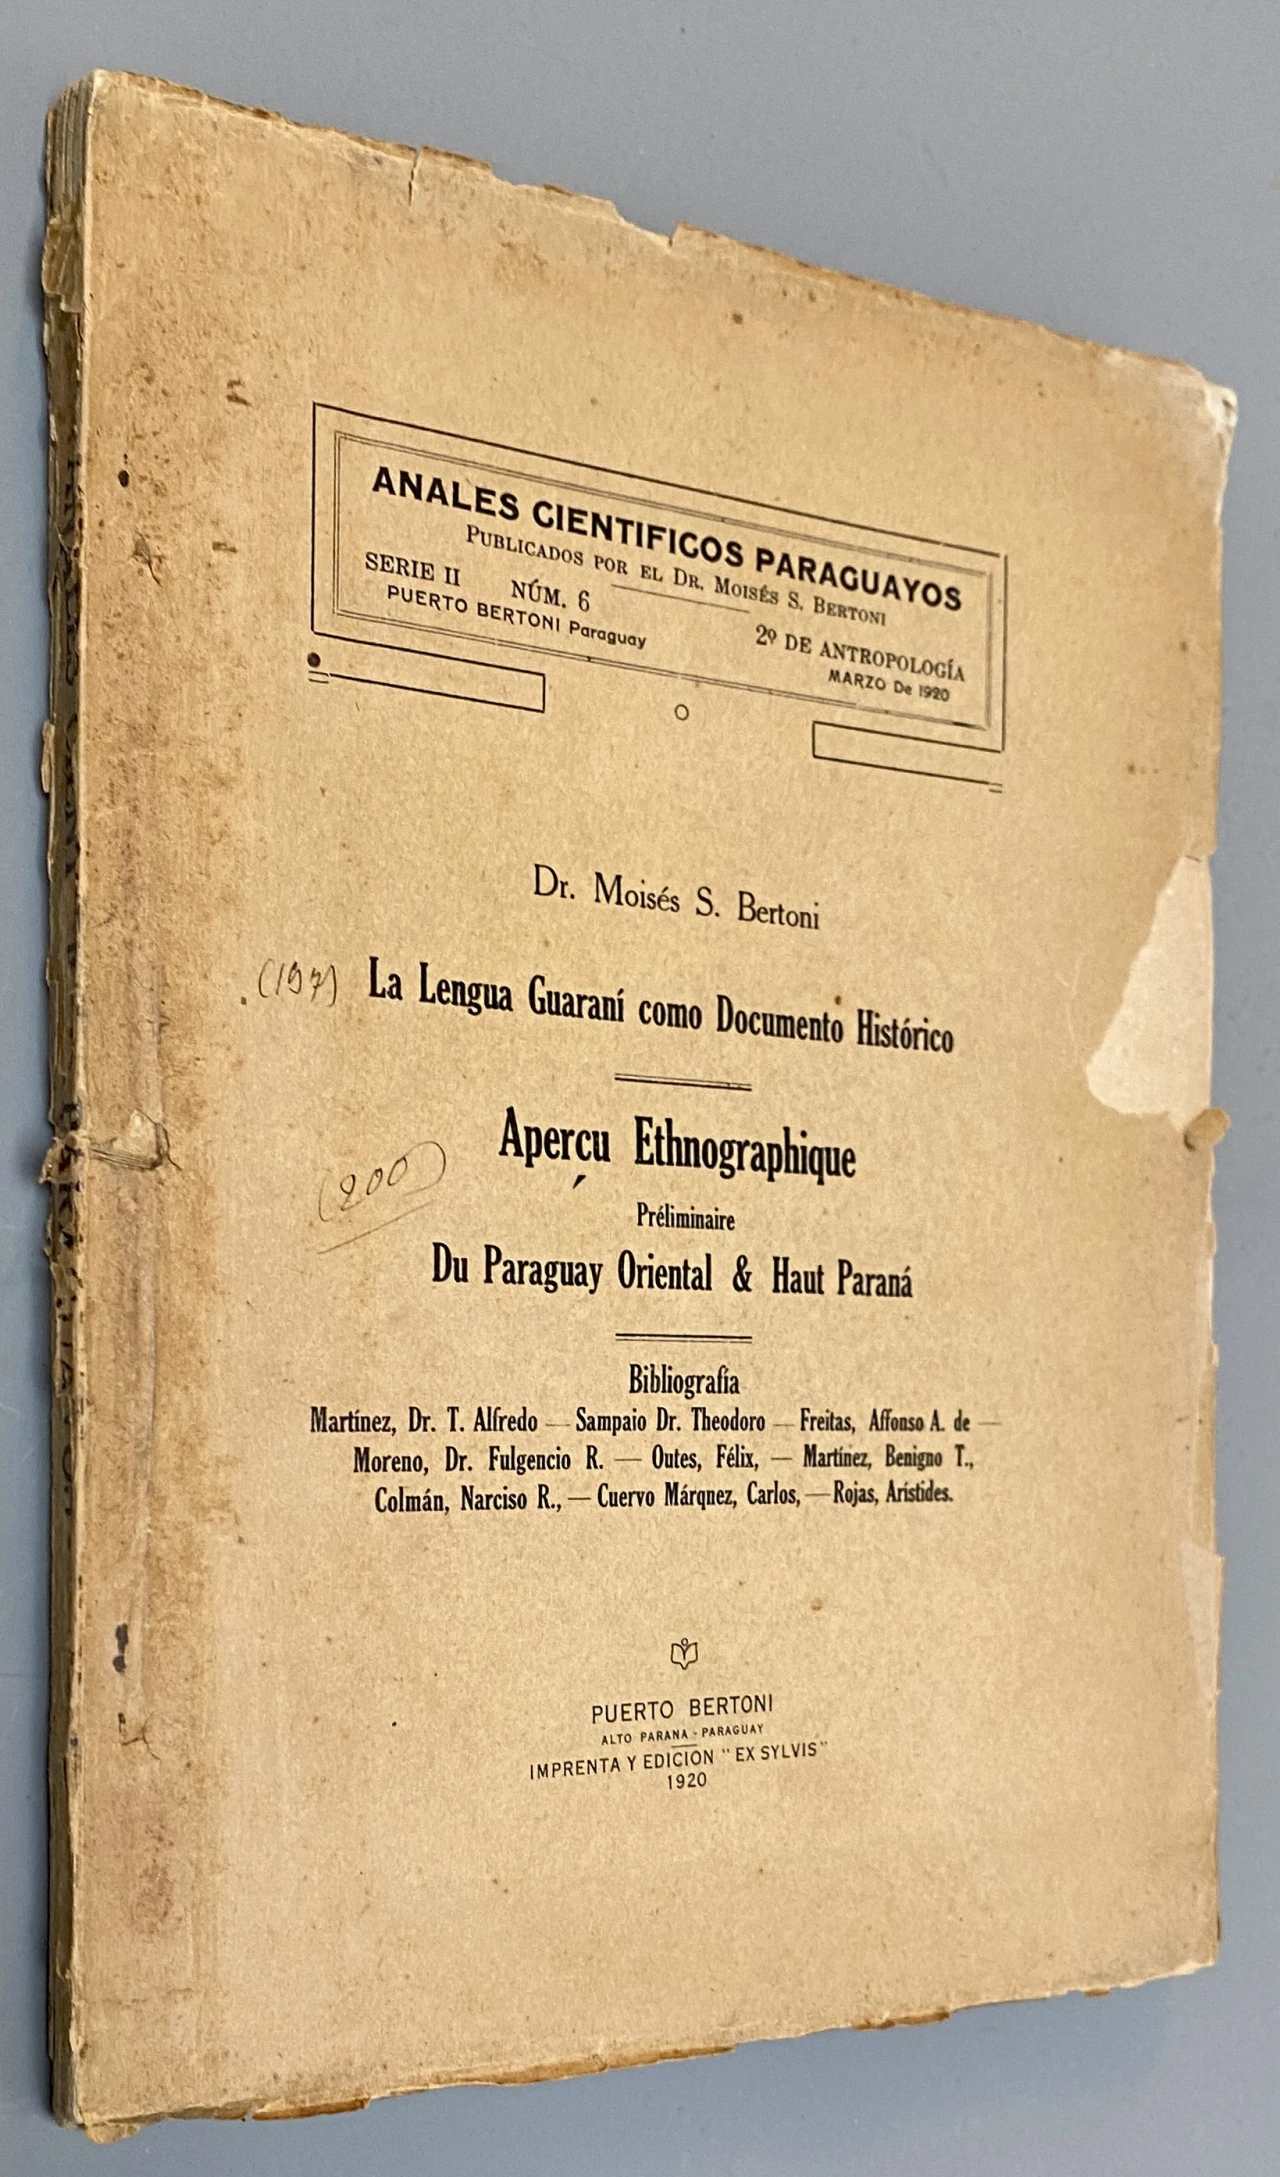 ANALES CIENTIFICOS PARAGUAYOS
PUBLICADOS POR EL DR. MOISÉS S. BERTONI
SERIE II NÚM. 6 2º DE ANTROPOLOGÍA
PUERTO BERTONI Paraguay MARZO De 1920
Dr. Moisés S. Bertoni
(197) La Lengua Guaraní como Documento Histórico
Aperçu Ethnographique
(200)
Préliminaire
Du Paraguay Oriental & Haut Paraná
Bibliografía
Martínez, Dr. T. Alfredo — Sampaio Dr. Theodoro — Freitas, Affonso A. de —
Moreno, Dr. Fulgencio R. — Outes, Félix, — Martínez, Benigno T.,
Colmán, Narciso R., — Cuervo Márqnez, Carlos, — Rojas, Arístides.
PUERTO BERTONI
ALTO PARANA - PARAGUAY
IMPRENTA Y EDICION "EX SYLVIS"
1920